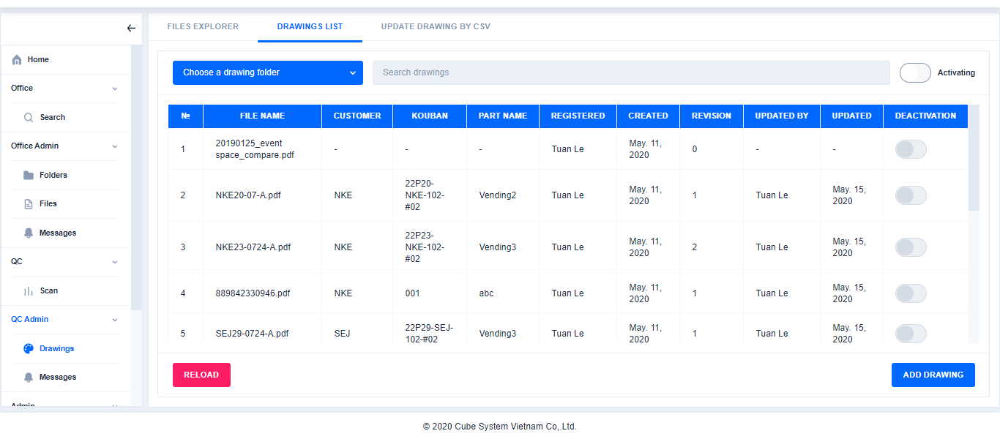 FILES EXPLORER DRAWINGS LIST UPDATE DRAWING BY CSV
Home
Office
Search
Office Admin
Folders
Files
Messages
QC
Scan
QC Admin
Drawings
Messages
Admin
Choose a drawing folder Search drawings Activating
№ FILE NAME CUSTOMER KOUBAN PART NAME REGISTERED CREATED REVISION UPDATED BY UPDATED DEACTIVATION
1 20190125_event space_compare.pdf - - - Tuan Le May. 11, 2020 0 - -
2 NKE20-07-A.pdf NKE 22P20-NKE-102-#02 Vending2 Tuan Le May. 11, 2020 1 Tuan Le May. 15, 2020
3 NKE23-0724-A.pdf NKE 22P23-NKE-102-#02 Vending3 Tuan Le May. 11, 2020 2 Tuan Le May. 15, 2020
4 889842330946.pdf NKE 001 abc Tuan Le May. 11, 2020 1 Tuan Le May. 15, 2020
5 SEJ29-0724-A.pdf SEJ 22P29-SEJ-102-#02 Vending3 Tuan Le May. 11, 2020 1 Tuan Le May. 15, 2020
RELOAD ADD DRAWING
© 2020 Cube System Vietnam Co,.Ltd.